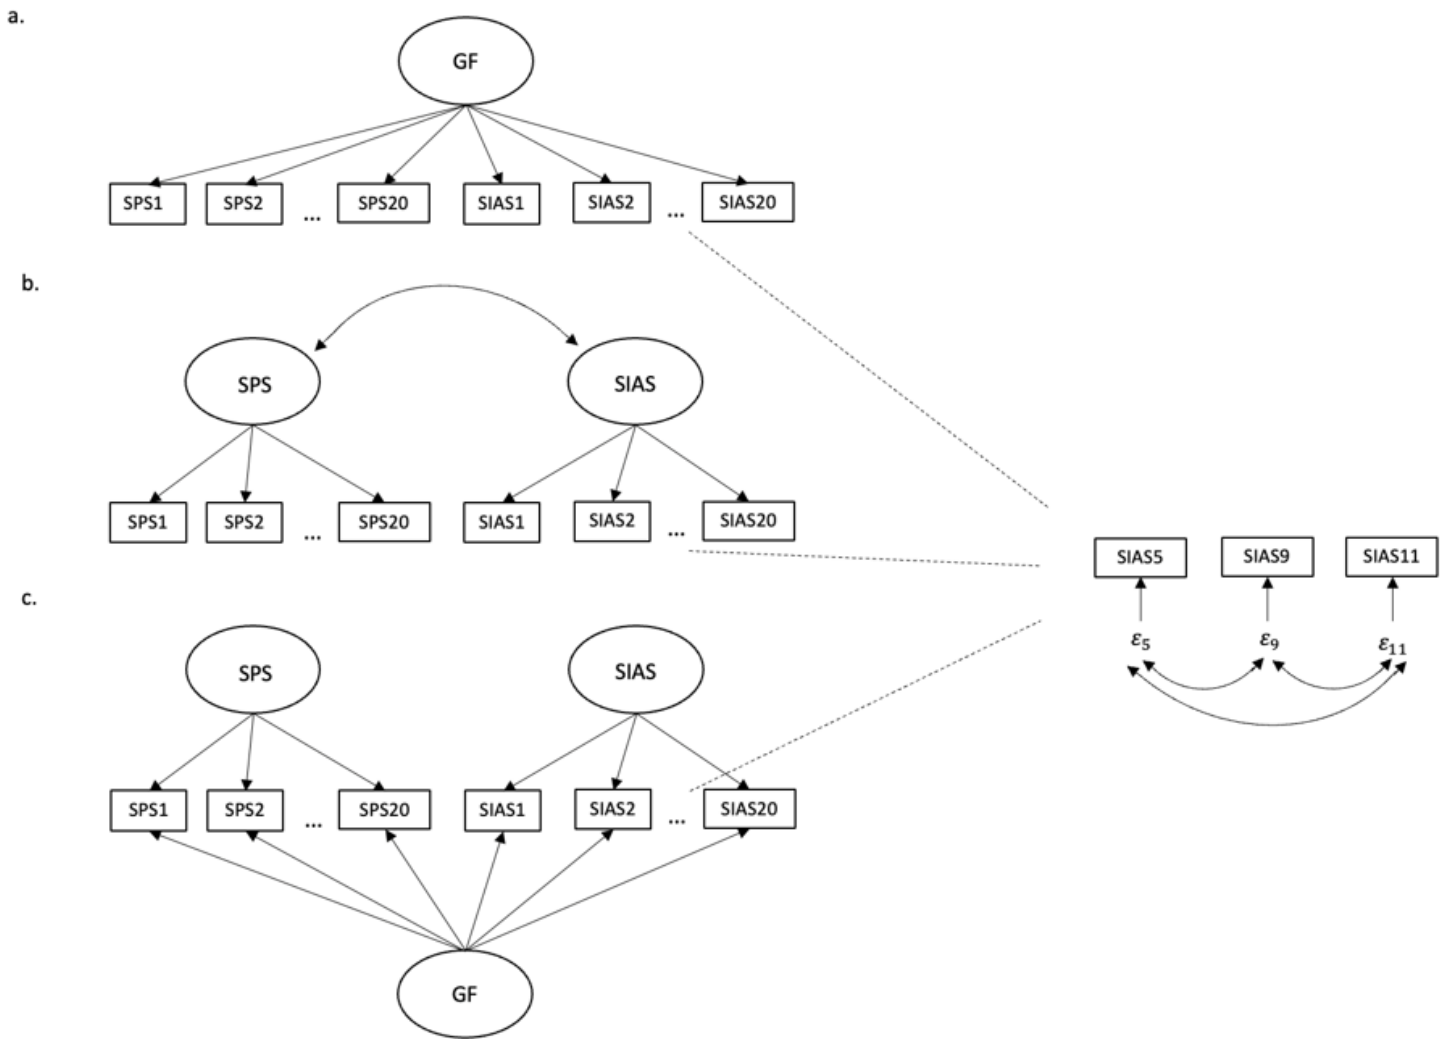 a.
GF
SPS1 SPS2 ... SPS20 SIAS1 SIAS2 ... SIAS20
b.
SPS SIAS
SPS1 SPS2 ... SPS20 SIAS1 SIAS2 ... SIAS20
SIAS5 SIAS9 SIAS11
ε₅ ε₉ ε₁₁
c.
SPS SIAS
SPS1 SPS2 ... SPS20 SIAS1 SIAS2 ... SIAS20
GF